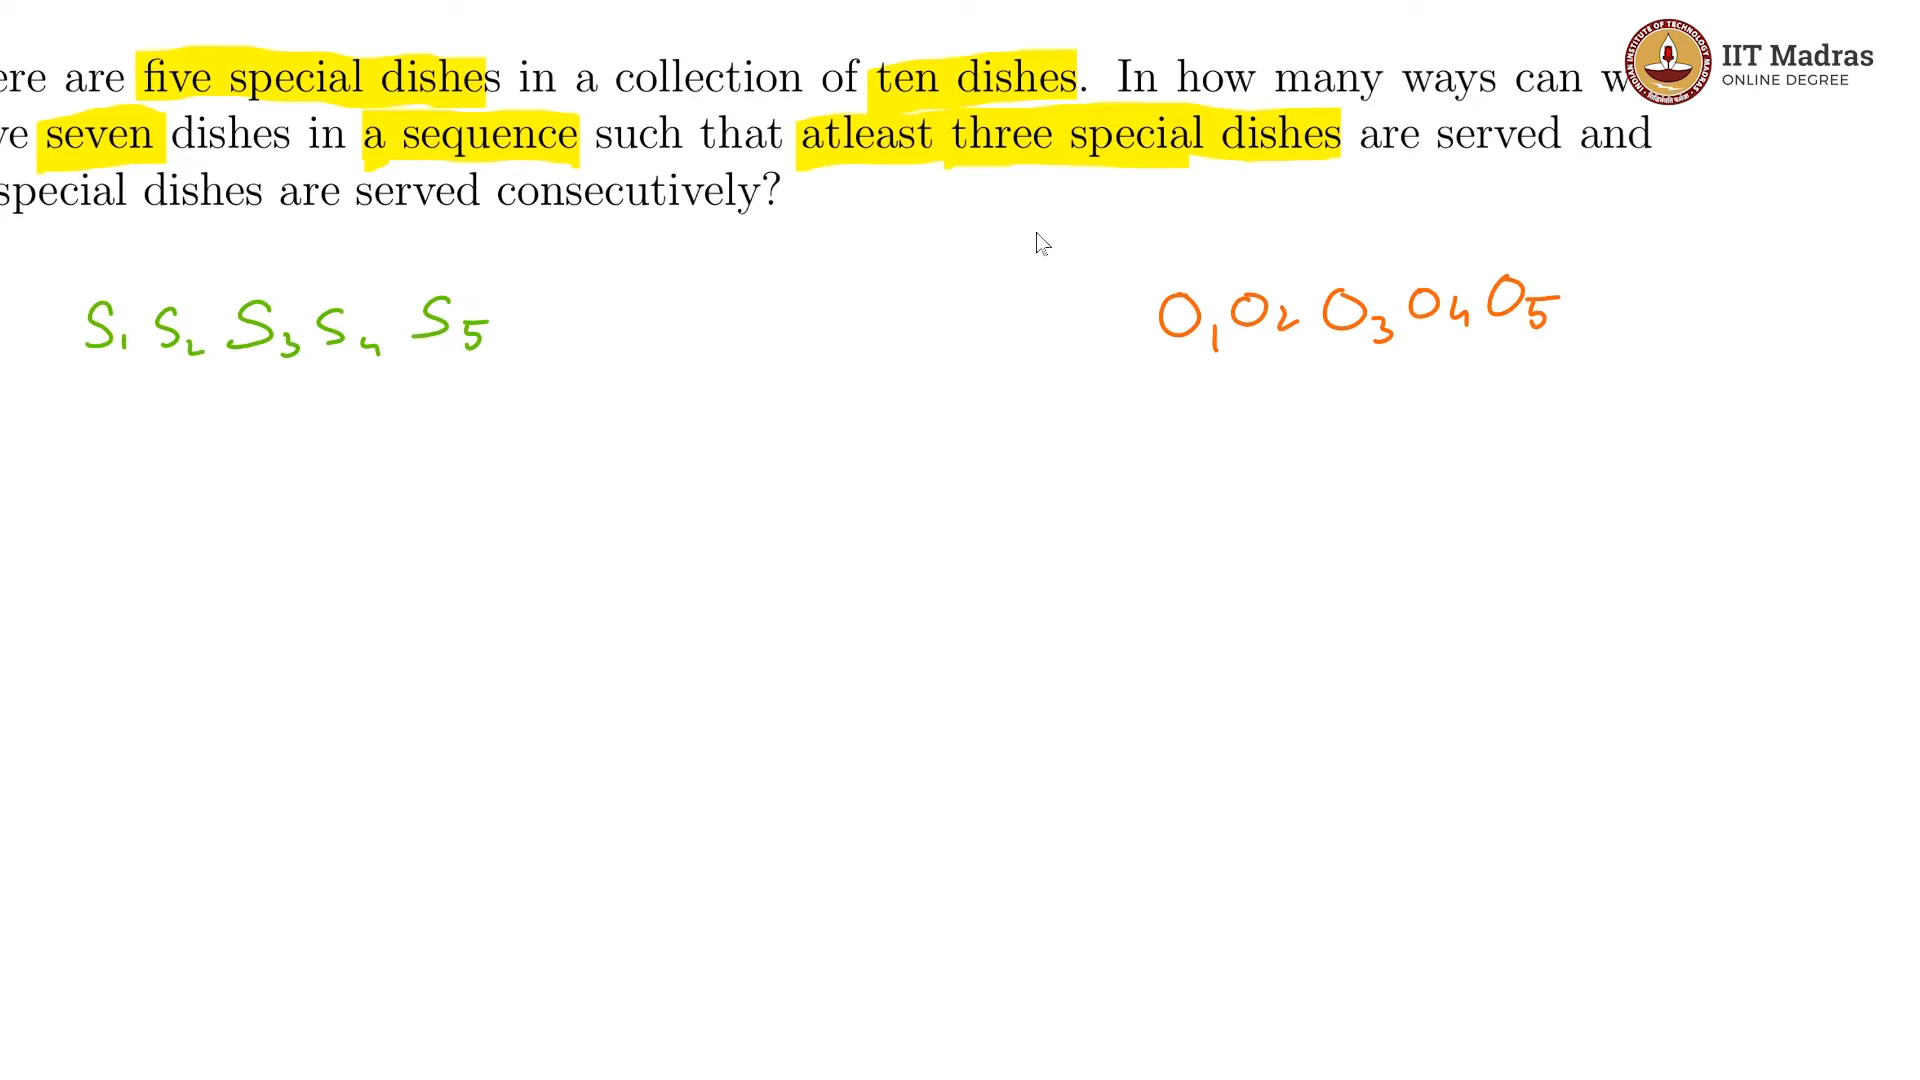 ere are five special dishes in a collection of ten dishes. In how many ways can w
ve seven dishes in a sequence such that atleast three special dishes are served and
special dishes are served consecutively?
IIT Madras
ONLINE DEGREE
S1 S2 S3 S4 S5
O1 O2 O3 O4 O5